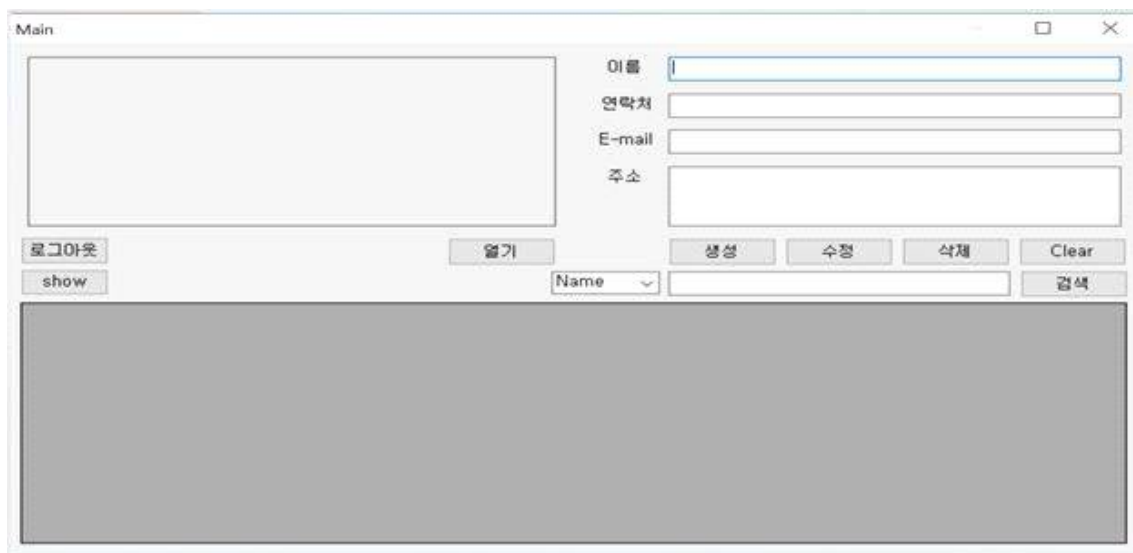 Main
이름
연락처
E-mail
주소
로그아웃 열기 생성 수정 삭제 Clear
show Name 검색